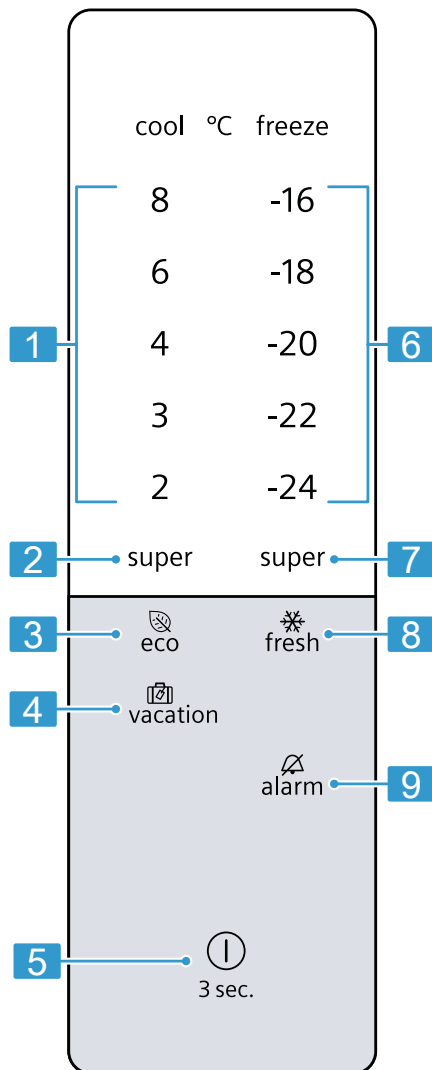 cool °C freeze
8 -16
6 -18
1 4 -20 6
3 -22
2 -24
2 super super 7
3 eco fresh 8
4 vacation
alarm 9
5 3 sec.